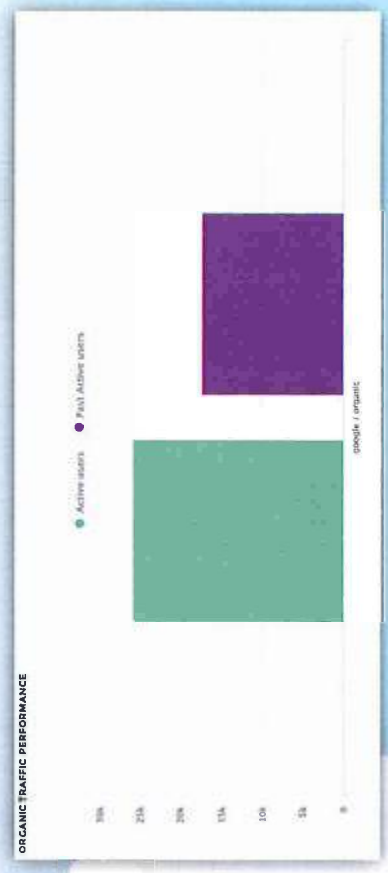 ORGANIC TRAFFIC PERFORMANCE
Active users Past Active users
30k
25k
20k
15k
10k
5k
0
google / organic